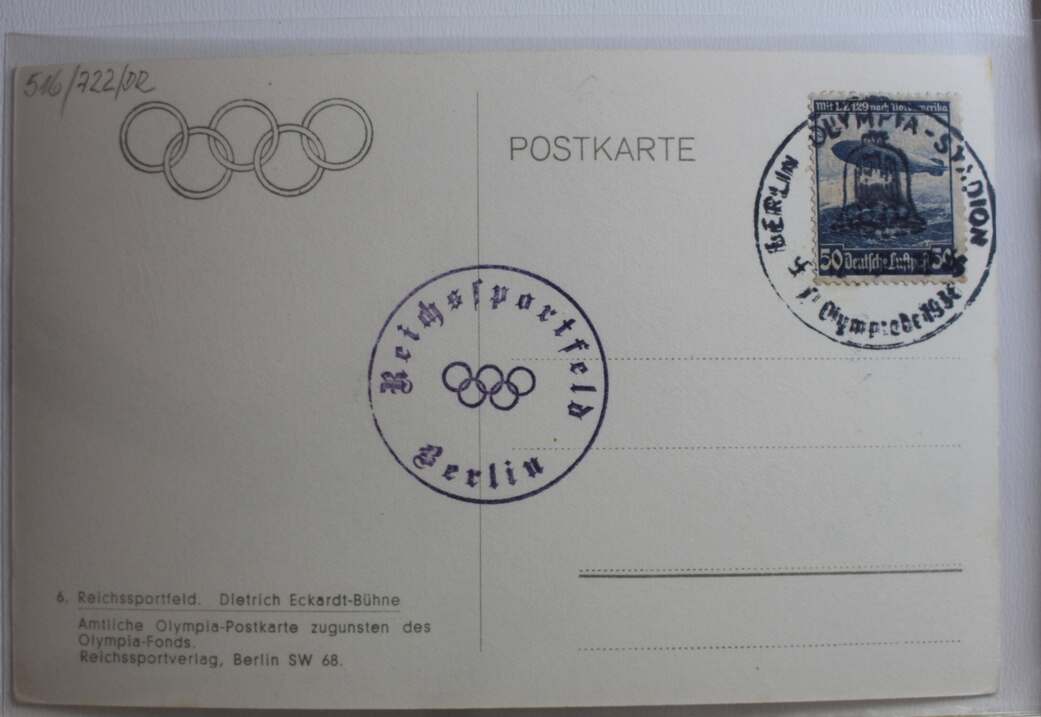 516/722/DR
POSTKARTE
Mit LZ 129 nach Nordamerika
50 Deutsche Luftpost 50
BERLIN OLYMPIA-STADION
Olympiade 1936
Reichssportfeld
Berlin
6. Reichssportfeld. Dietrich Eckardt-Bühne
Amtliche Olympia-Postkarte zugunsten des
Olympia-Fonds.
Reichssportverlag, Berlin SW 68.